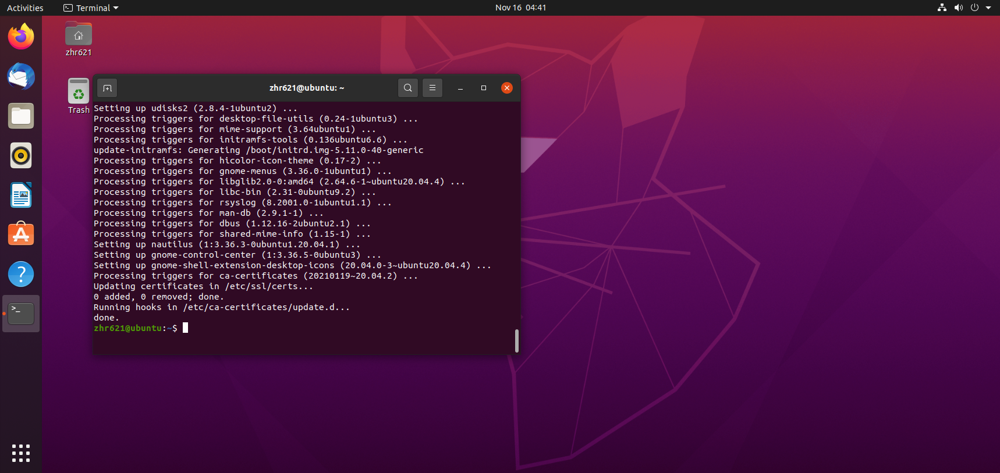 Activities
Terminal
Nov 16 04:41
zhr621
Trash
zhr621@ubuntu: ~
Setting up udisks2 (2.8.4-1ubuntu2) ...
Processing triggers for desktop-file-utils (0.24-1ubuntu3) ...
Processing triggers for mime-support (3.64ubuntu1) ...
Processing triggers for initramfs-tools (0.136ubuntu6.6) ...
update-initramfs: Generating /boot/initrd.img-5.11.0-40-generic
Processing triggers for hicolor-icon-theme (0.17-2) ...
Processing triggers for gnome-menus (3.36.0-1ubuntu1) ...
Processing triggers for libglib2.0-0:amd64 (2.64.6-1~ubuntu20.04.4) ...
Processing triggers for libc-bin (2.31-0ubuntu9.2) ...
Processing triggers for rsyslog (8.2001.0-1ubuntu1.1) ...
Processing triggers for man-db (2.9.1-1) ...
Processing triggers for dbus (1.12.16-2ubuntu2.1) ...
Processing triggers for shared-mime-info (1.15-1) ...
Setting up nautilus (1:3.36.3-0ubuntu1.20.04.1) ...
Setting up gnome-control-center (1:3.36.5-0ubuntu3) ...
Setting up gnome-shell-extension-desktop-icons (20.04.0-3~ubuntu20.04.4) ...
Processing triggers for ca-certificates (20210119~20.04.2) ...
Updating certificates in /etc/ssl/certs...
0 added, 0 removed; done.
Running hooks in /etc/ca-certificates/update.d...
done.
zhr621@ubuntu:~$